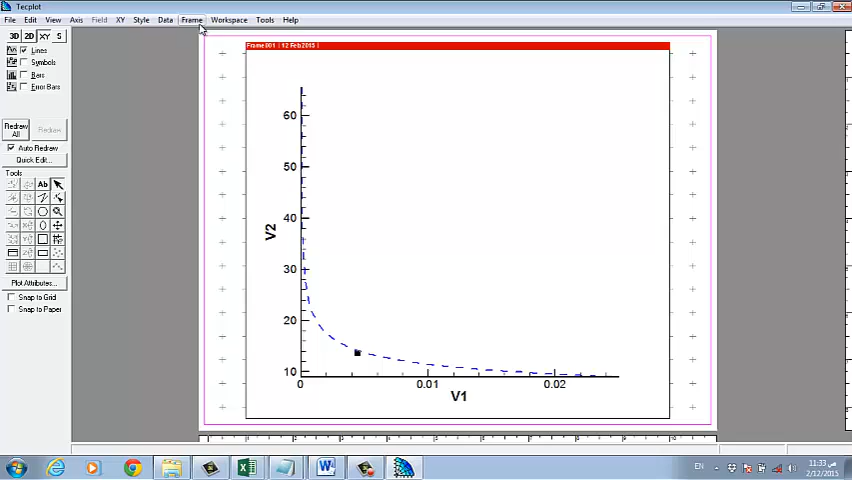 Tecplot
File Edit View Axis Field XY Style Data Frame Workspace Tools Help
3D 2D XY S
Lines
Symbols
Bars
Error Bars
Redraw All
Redraw
Auto Redraw
Quick Edit...
Tools
Ab
Plot Attributes...
Snap to Grid
Snap to Paper
Frame 001 | 12 Feb 2015 |
60
50
40
30
20
10
V2
0 0.01 0.02
V1
EN
11:33 ص
2/12/2015